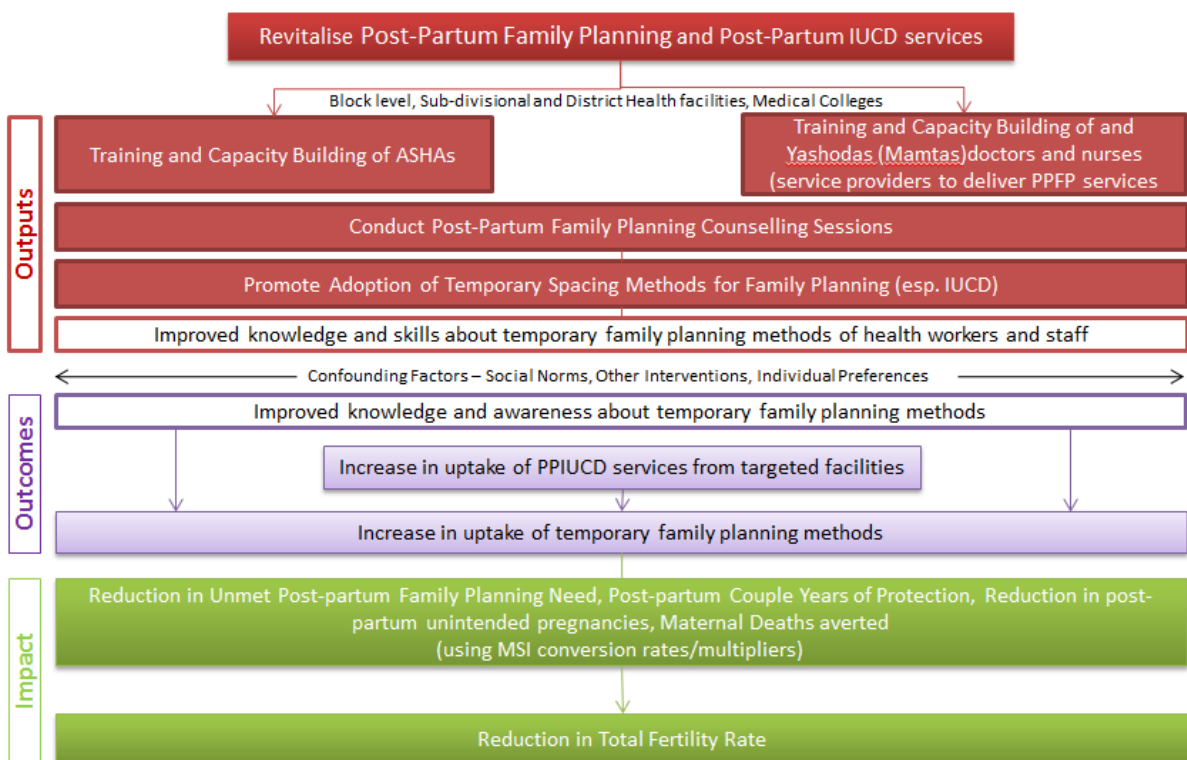 Revitalise Post-Partum Family Planning and Post-Partum IUCD services
Block level, Sub-divisional and District Health facilities, Medical Colleges
Outputs
Training and Capacity Building of ASHAs
Training and Capacity Building of and
Yashodas (Mamtas)doctors and nurses
(service providers to deliver PPFP services
Conduct Post-Partum Family Planning Counselling Sessions
Promote Adoption of Temporary Spacing Methods for Family Planning (esp. IUCD)
Improved knowledge and skills about temporary family planning methods of health workers and staff
Confounding Factors – Social Norms, Other Interventions, Individual Preferences
Outcomes
Improved knowledge and awareness about temporary family planning methods
Increase in uptake of PPIUCD services from targeted facilities
Increase in uptake of temporary family planning methods
Impact
Reduction in Unmet Post-partum Family Planning Need, Post-partum Couple Years of Protection, Reduction in post-
partum unintended pregnancies, Maternal Deaths averted
(using MSI conversion rates/multipliers)
Reduction in Total Fertility Rate